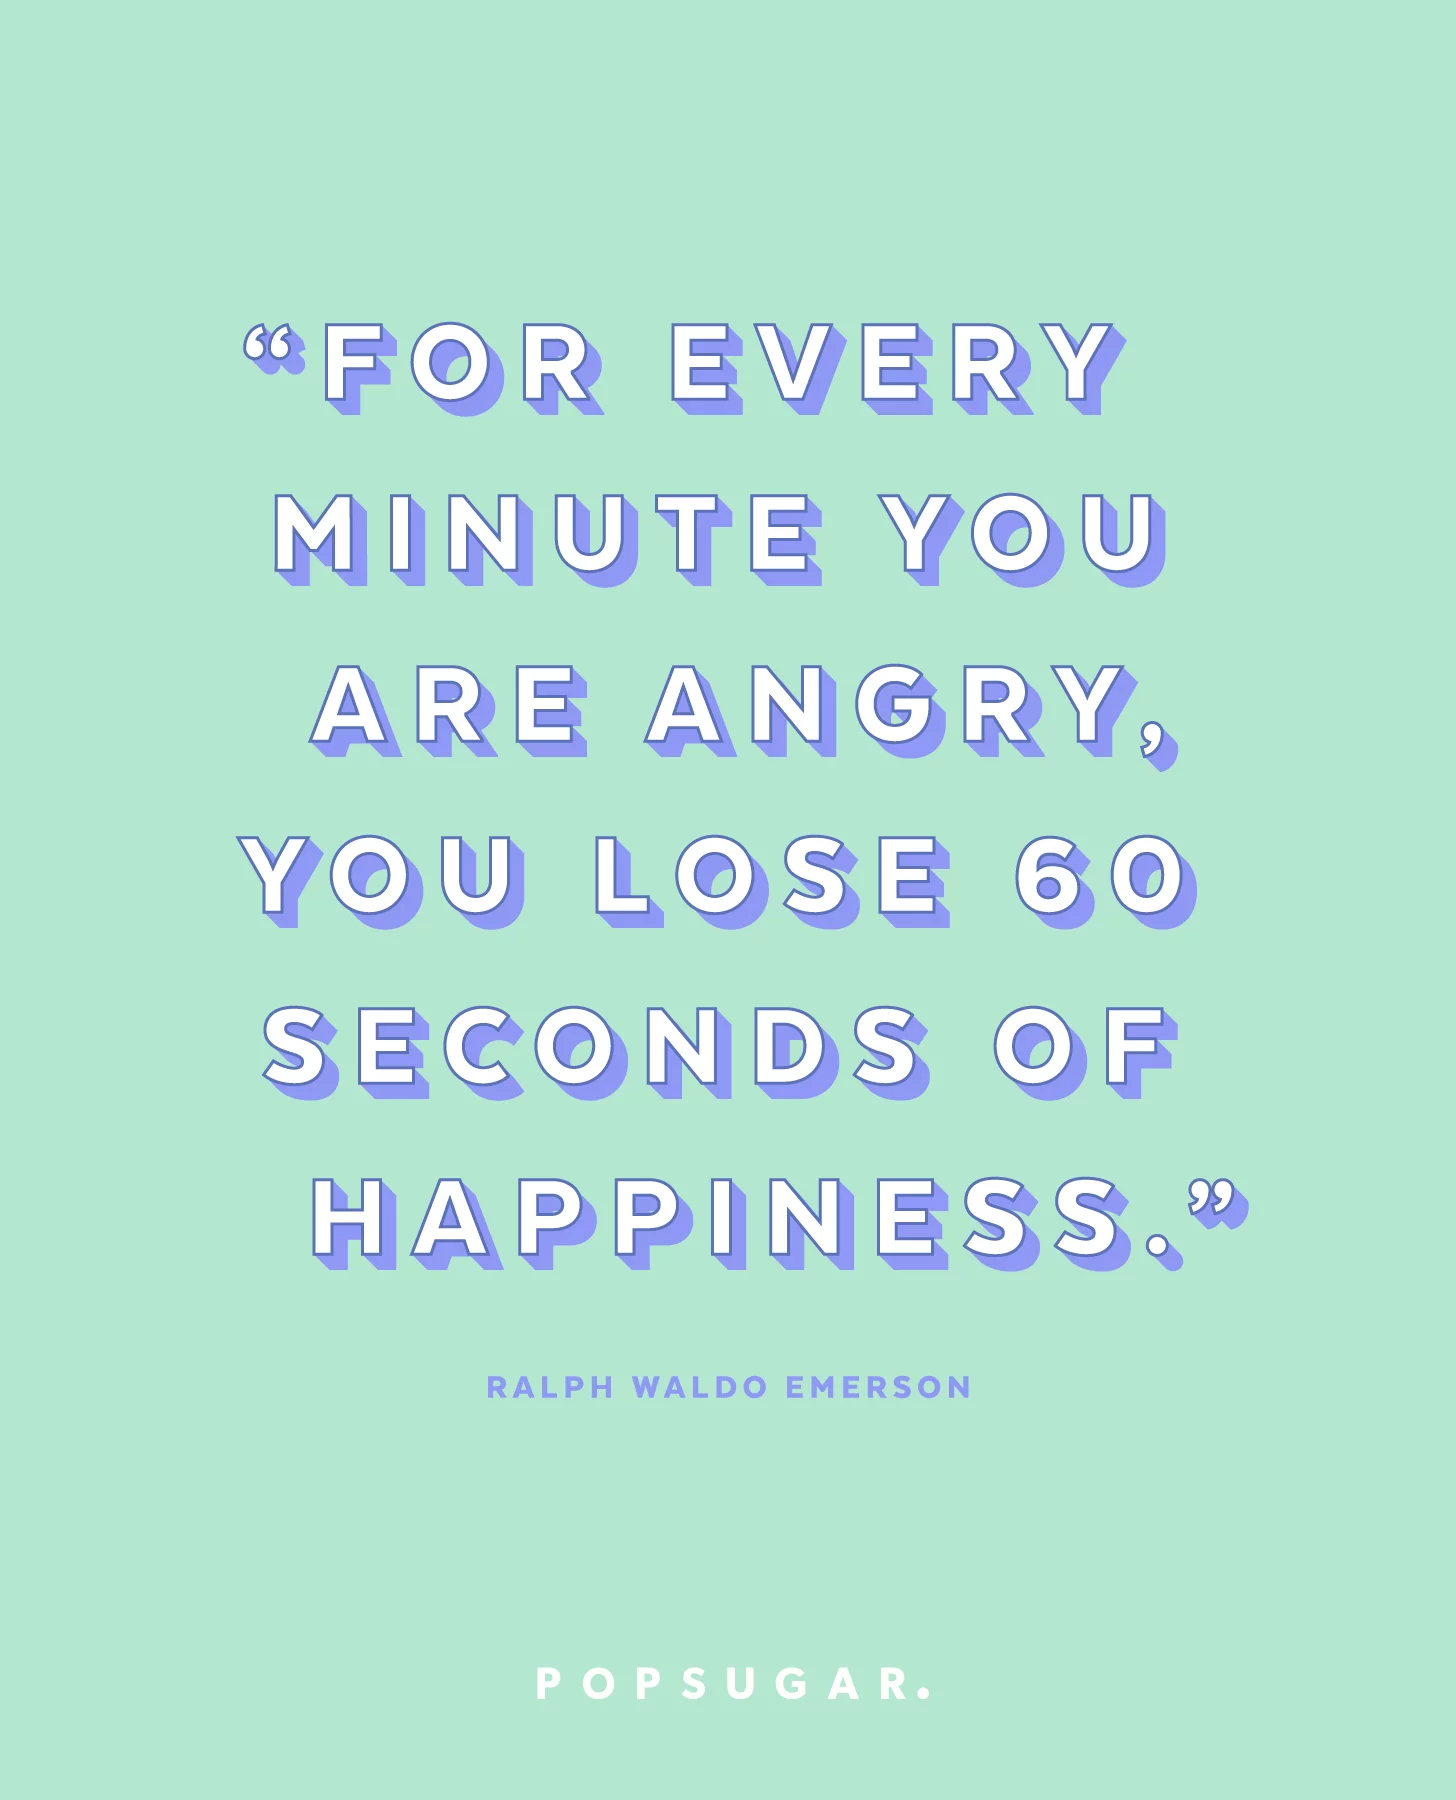 “FOR EVERY
MINUTE YOU
ARE ANGRY,
YOU LOSE 60
SECONDS OF
HAPPINESS.”
RALPH WALDO EMERSON
POPSUGAR.